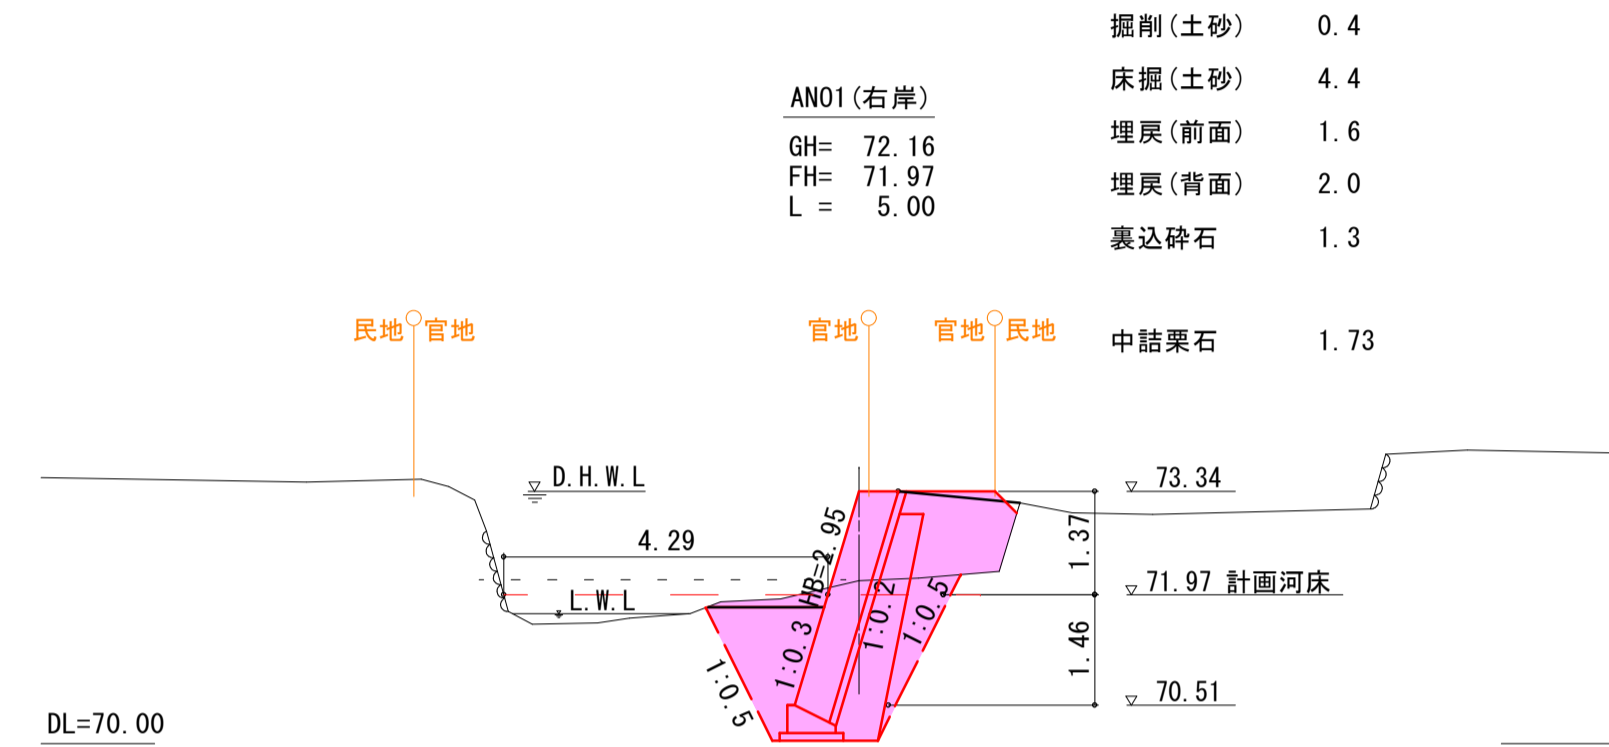 掘削(土砂) 0.4
床掘(土砂) 4.4
埋戻(前面) 1.6
埋戻(背面) 2.0
裏込砕石 1.3
中詰栗石 1.73
AN01(右岸)
GH= 72.16
FH= 71.97
L = 5.00
民地 官地
官地
官地 民地
D.H.W.L
73.34
4.29
HB=2.95
1.37
L.W.L
71.97 計画河床
1:0.3
1:0.2
1:0.5
1:0.5
1.46
70.51
DL=70.00